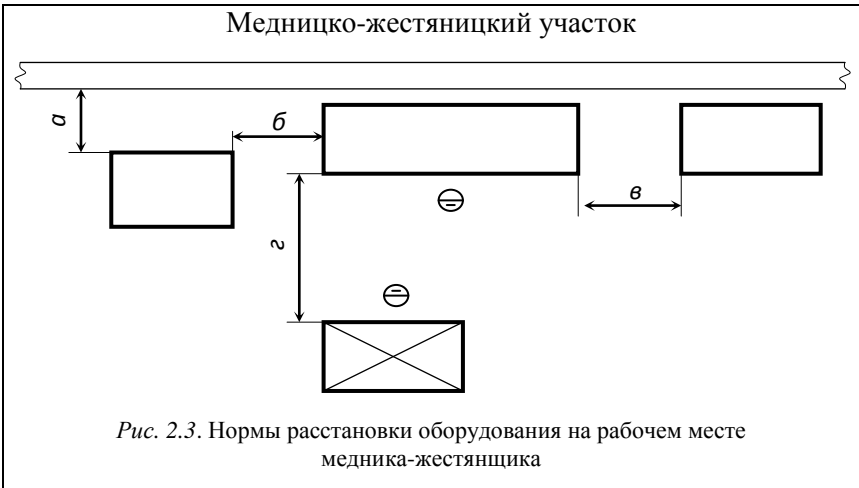 Медницко-жестяницкий участок
а
б
в
г
Рис. 2.3. Нормы расстановки оборудования на рабочем месте
медника-жестянщика